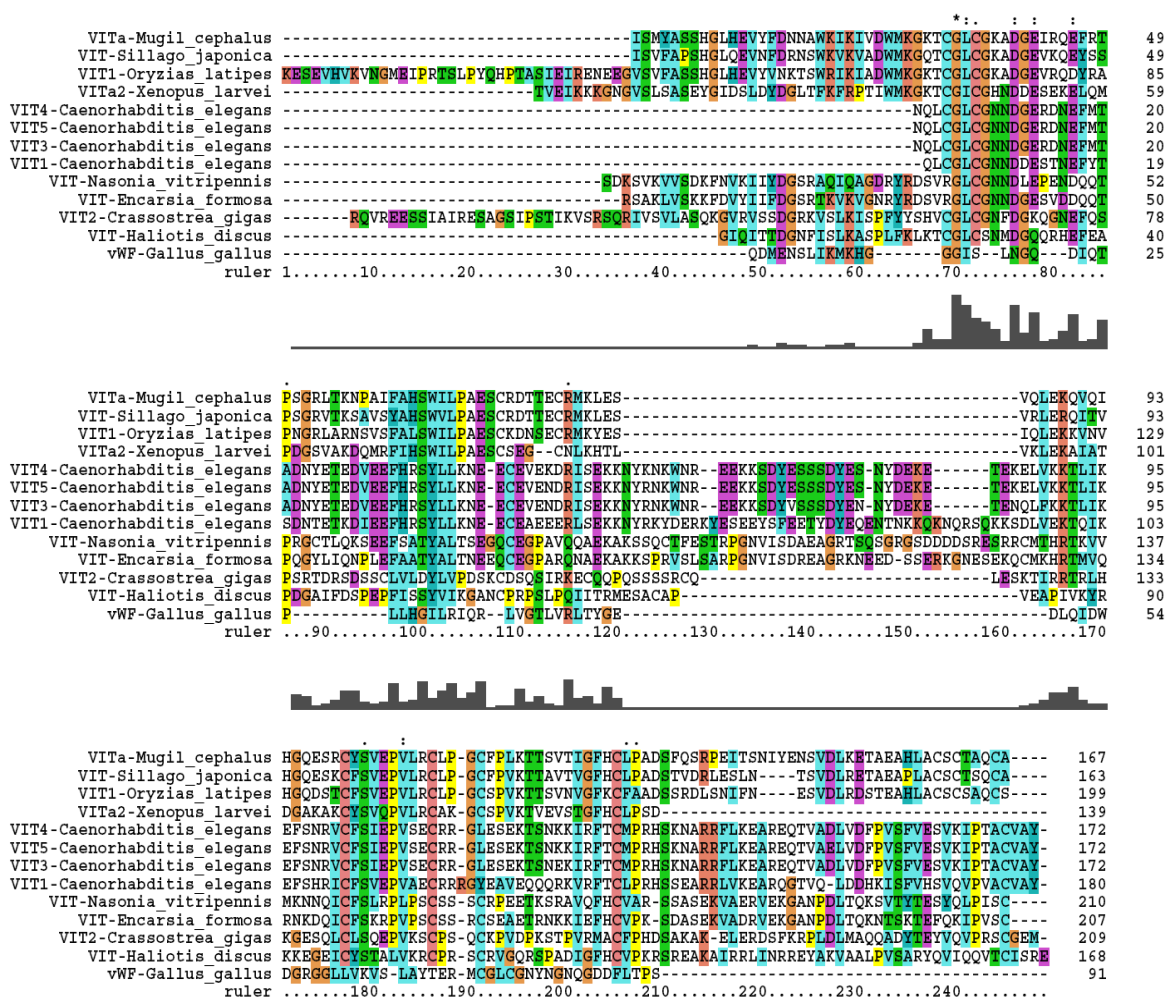 *:. : : :
VITa-Mugil_cephalus ------------------------------------ISMYASSHGLHEVYFDNNAWKIKIVDWMKGKTCGLCGKADGEIRQEFRT 49
VIT-Sillago_japonica ------------------------------------ISVFAPSHGLQEVNFDRNSWKVKVADWMKGKTCGLCGKADGEVKQEYSS 49
VIT1-Oryzias_latipes KESEVHVKVNGMEIPRTSLPYQHPTASIEIRENEEGVSVFASSHGLHEVYVNKTSWRIKIADWMKGQTCGLCGKADGEVRQDYRA 85
VITa2-Xenopus_larvei --------------------------TVEIKKKGNGVSLSASEYGIDSLDYDGLTFKFRPTIWMKGKTCGICGHNDDESEKELQM 59
VIT4-Caenorhabditis_elegans -----------------------------------------------------------------NQLCGLCGNNDGERDNEFMT 20
VIT5-Caenorhabditis_elegans -----------------------------------------------------------------NQLCGLCGNNDGERDNEFMT 20
VIT3-Caenorhabditis_elegans -----------------------------------------------------------------NQLCGLCGNNDGERDNEFMT 20
VIT1-Caenorhabditis_elegans ------------------------------------------------------------------QLCGLCGNNDDESTNEFYT 19
VIT-Nasonia_vitripennis ---------------------------------SDKSVKVVSDKFNVKIIYDGSRAQIQAGDRYRDSVRGLCGNNDLEPENDQQT 52
VIT-Encarsia_formosa -----------------------------------RSAKLVSKKFDVYIIFDGSRTKVKVGNRYRDSVRGLCGNNDGESVDDQQT 50
VIT2-Crassostrea_gigas -------RQVREESSIAIRESAGSIPSTIKVSRSQRIVSVLASQKGVRVSSDGRKVSLKISPFYYSHVCGLCGNFDGKQGNEFQS 78
VIT-Haliotis_discus ---------------------------------------------GIQITTDGNFISLKASPLFKLKTCGLCSNMDGQQRHEFEA 40
vWF-Gallus_gallus ------------------------------------------------QDMENSLIKMKHG-------GGIS--LNGQ---DIQT 25
ruler 1.......10........20........30........40........50........60........70........80.....
. .
VITa-Mugil_cephalus PSGRLTKNPAIFAHSWILPAESCRDTTECRMKLES-----------------------------------------VQLEKQVQI 93
VIT-Sillago_japonica PSGRVTKSAVSYAHSWVLPAESCRDTTECRMKLES-----------------------------------------VRLERQITV 93
VIT1-Oryzias_latipes PNGRLARNSVSFALSWILPAESCKDNSECRMKYES-----------------------------------------IQLEKKVNV 129
VITa2-Xenopus_larvei PDGSVAKDQMRFIHSWILPAESCSEG--CNLKHTL-----------------------------------------VKLEKAIAT 101
VIT4-Caenorhabditis_elegans ADNYETEDVEEFHRSYLLKNE-ECEVEKDRISEKKNYKNKWNR--EEKKSDYESSSDYES-NYDEKE------TEKELVKKTLIK 95
VIT5-Caenorhabditis_elegans ADNYETEDVEEFHRSYLLKNE-ECEVENDRISEKKNYRNKWNR--EEKKSDYESSSDYES-NYDEKE------TEKELVKKTLIK 95
VIT3-Caenorhabditis_elegans ADNYETEDVEEFHRSYLLKNE-ECEVENDRISEKKNYRNKWNR--EEKKSDYVSSSDYEN-NYDEKE------TENQLFKKTLIK 95
VIT1-Caenorhabditis_elegans SDNTETKDIEEFHRSYLLKNE-ECEAEEERLSEKKNYRKYDERKYESEEYSFEETYDYEQENTNKKQKNQRSQKKSDLVEKTQIK 103
VIT-Nasonia_vitripennis PRGCTLQKSEEFSATYALTSEGQCEGPAVQQAEKAKSSQCTFESTRPGNVISDREAGRKTSQSGRGSDDDDSRESRRCMTHRTKVV 137
VIT-Encarsia_formosa PQGYLIQNPLEFAATYALTNEEQCEGPARQNAEKAKKSPRVSLSARPGNVISDREAGRKNEED-SSERKGNESEKQCMKHRTMVQ 132
VIT2-Crassostrea_gigas PSRTDRSDSSCLVLDYLVPDSKCDSQSIRKECQQPQSSSSRCQ------------------------------LESKTIRRTRLH 133
VIT-Haliotis_discus PDGAIFDSPEPFISSYVIKGANCPRPSLPQIITRMESACAP--------------------------------VEAPIVKYR 90
vWF-Gallus_gallus P----------LLHGILRIQR--LVGTLVRLTYGE--------------------------------------------DLQIDW 54
ruler ...90.......100.......110.......120.......130.......140.......150.......160.......170
. : :.
VITa-Mugil_cephalus HGQESRCYSVEPVLRCLP-GCFPLKTTSVTIGFHCLPADSFQSRPEITSNIYENSVDLKETAEAHLACSCTAQCA---- 167
VIT-Sillago_japonica HGQESKCFSVEPVLRCLP-GCFPVKTTAVTVGFHCLPADSTVDRLESLN----TSVDLRETAEAPLACSCTSQCA---- 163
VIT1-Oryzias_latipes HGQDSTCFSVEPVLRCLP-GCSPVKTTSVNVGFKCFAADSSRDLSNIFN----ESVDLRDSTEAHLACSCSAQCS---- 199
VITa2-Xenopus_larvei DGAKAKCYSVQPVLRCAK-GCSPVKTVEVSTGFHCLPSD---------------------------------------- 139
VIT4-Caenorhabditis_elegans EFSNRVCFSIEPVSECRR-GLESEKTSNKKIRFTCMPRHSKNARRFLKEAREQTVADLVDFPVSFVESVKIPTACVAY- 172
VIT5-Caenorhabditis_elegans EFSNRVCFSIEPVSECRR-GLESEKTSNKKIRFTCMPRHSKNARRFLKEAREQTVAELVDFPVSFVESVKIPTACVAY- 172
VIT3-Caenorhabditis_elegans EFSNRVCFSIEPVSECRR-GLESEKTSNEKIRFTCMPRHSKNARRFLKEAREQTVADLVDFPVSFVESVKIPTACVAY- 172
VIT1-Caenorhabditis_elegans EFSHRICFSVEPVAECRRRGYEAVEQQQRKVRFTCLPRHSSEARRLVKEARQGTVQ-LDDHKISFVHSVQVPVACVAY- 180
VIT-Nasonia_vitripennis MKNNQICFSLRPLPSCSS-SCRPEETKSRAVQFHCVAR-SSASEKVAERVEKGANPDLTQKSVTYTESYQLPISC---- 210
VIT-Encarsia_formosa RNKDQICFSKRPVPSCSS-RCSEAETRNKKIEFHCVPK-SDASEKVADRVEKGANPDLTQKNTSKTEFQKIPVSC---- 207
VIT2-Crassostrea_gigas KGESQLCLSQEPVKSCPS-QCKPVDPKSTPVRMACFPHDSAKAK-ELERDSFKRPLDLMAQQADYTEYVQVPRSCGEM- 209
VIT-Haliotis_discus KKEGEICYSTALVKRCPR-SCRVGQRSPADIGFHCVPKRSREAKAIRRLINRREYAKVAALPVSARYQVIQQVTCISRE 168
vWF-Gallus_gallus DGRGGLLVKVS-LAYTER-MCGLCGNYNGNQGDDFLTPS---------------------------------------- 91
ruler .......180.......190.......200.......210.......220.......230.......240.........